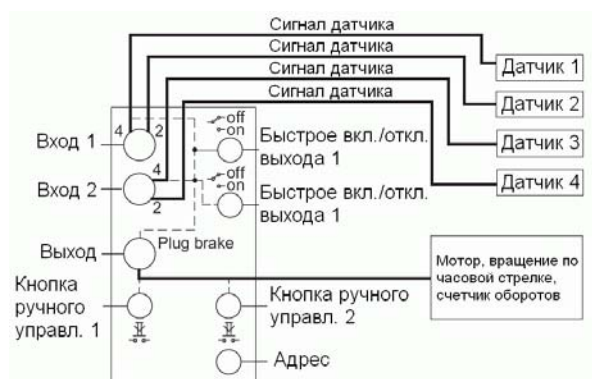 Сигнал датчика
Сигнал датчика
Сигнал датчика
Сигнал датчика
Датчик 1
Датчик 2
Датчик 3
Датчик 4
4
2
off
on
Вход 1
Быстрое вкл./откл.
выхода 1
4
2
off
on
Вход 2
Быстрое вкл./откл.
выхода 1
Plug brake
Выход
Мотор, вращение по
часовой стрелке,
счетчик оборотов
Кнопка
ручного
управл. 1
Кнопка ручного
управл. 2
Адрес